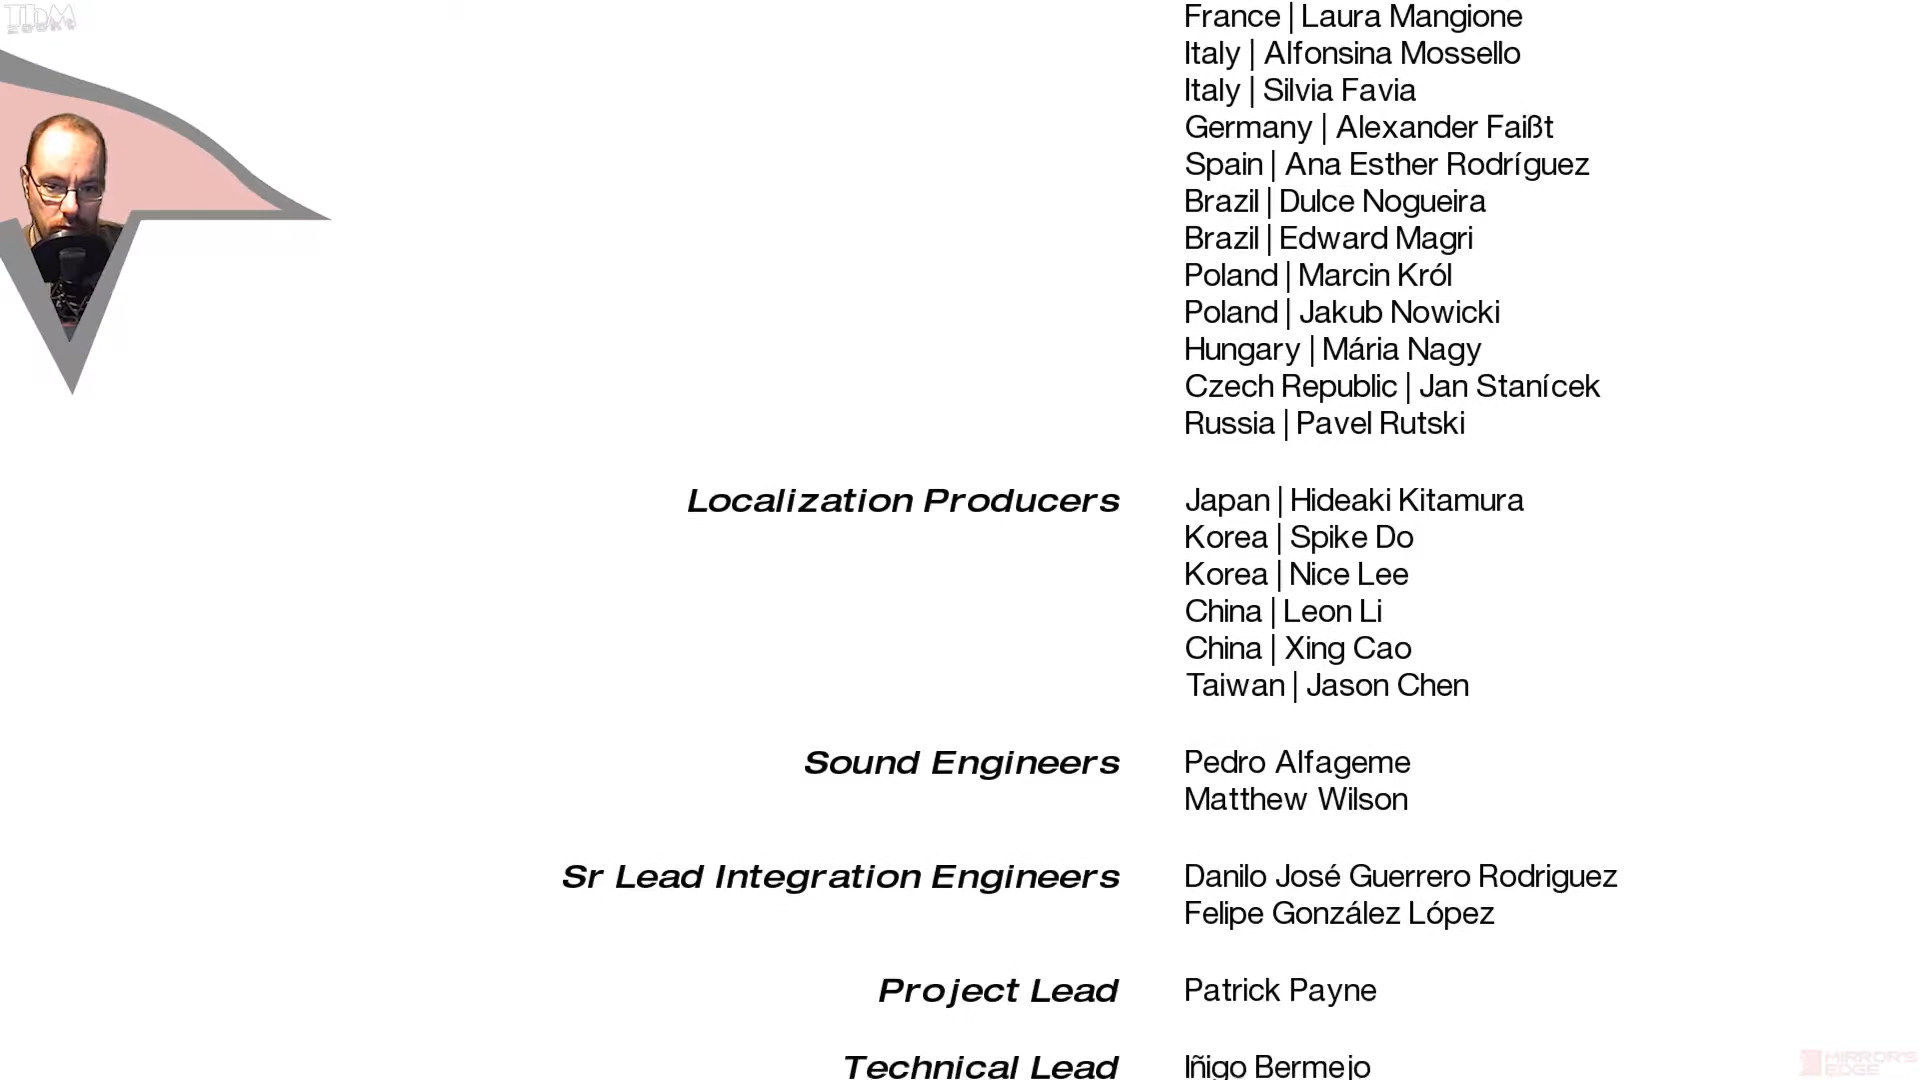 TIDM
France | Laura Mangione
Italy | Alfonsina Mossello
Italy | Silvia Favia
Germany | Alexander Faißt
Spain | Ana Esther Rodríguez
Brazil | Dulce Nogueira
Brazil | Edward Magri
Poland | Marcin Król
Poland | Jakub Nowicki
Hungary | Mária Nagy
Czech Republic | Jan Stanícek
Russia | Pavel Rutski
Localization Producers Japan | Hideaki Kitamura
Korea | Spike Do
Korea | Nice Lee
China | Leon Li
China | Xing Cao
Taiwan | Jason Chen
Sound Engineers Pedro Alfageme
Matthew Wilson
Sr Lead Integration Engineers Danilo José Guerrero Rodriguez
Felipe González López
Project Lead Patrick Payne
Technical Lead Iñigo Bermejo
MIRROR'S
EDGE